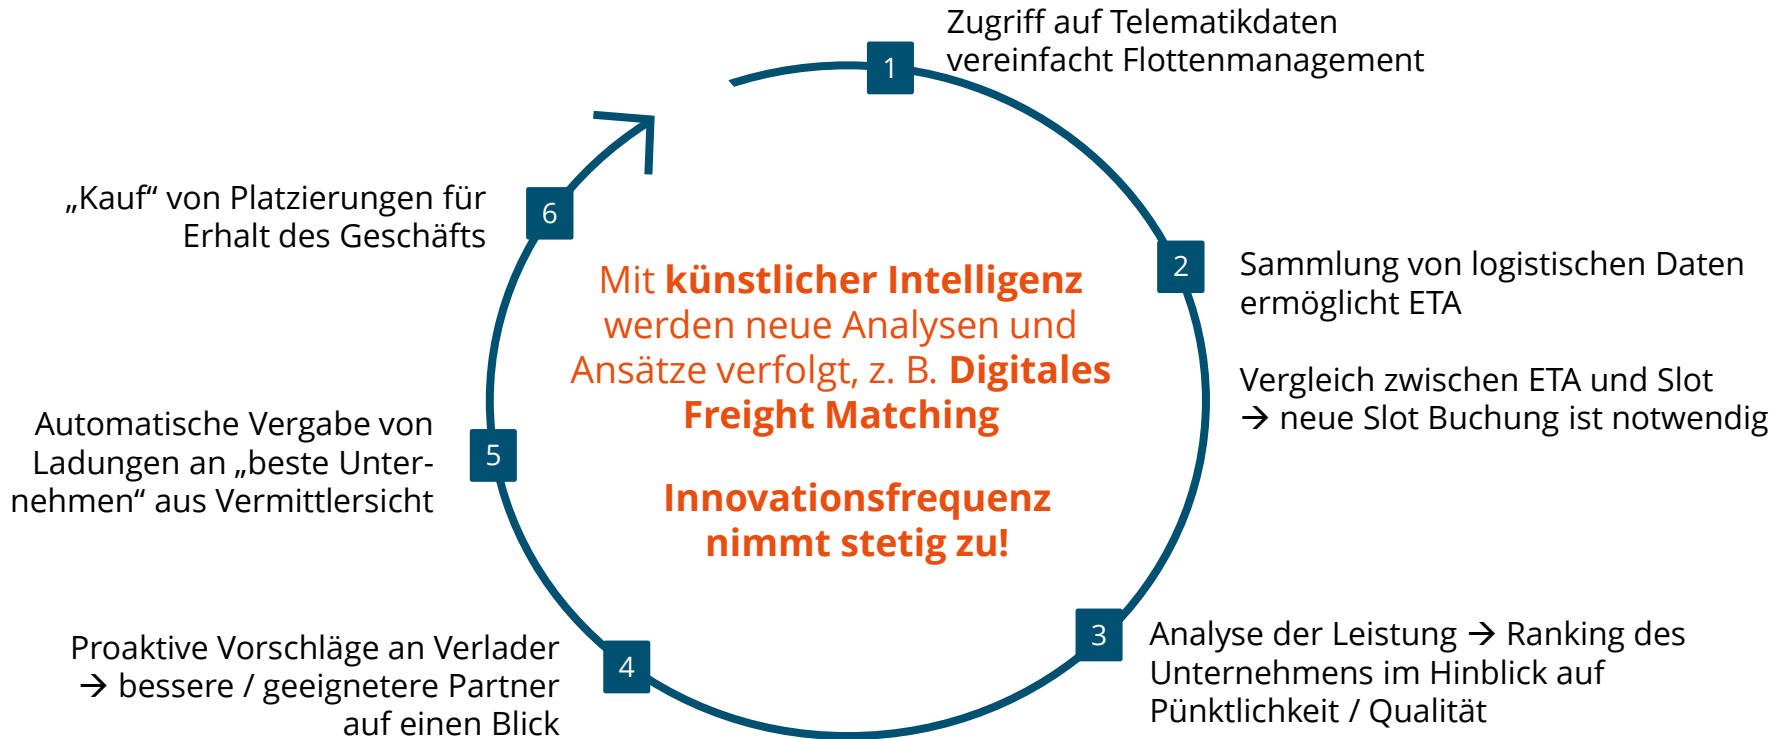 1
Zugriff auf Telematikdaten
vereinfacht Flottenmanagement
2
Sammlung von logistischen Daten
ermöglicht ETA
Vergleich zwischen ETA und Slot
→ neue Slot Buchung ist notwendig
3
Analyse der Leistung → Ranking des
Unternehmens im Hinblick auf
Pünktlichkeit / Qualität
4
Proaktive Vorschläge an Verlader
→ bessere / geeignetere Partner
auf einen Blick
5
Automatische Vergabe von
Ladungen an „beste Unter-
nehmen“ aus Vermittlersicht
6
„Kauf“ von Platzierungen für
Erhalt des Geschäfts
Mit künstlicher Intelligenz
werden neue Analysen und
Ansätze verfolgt, z. B. Digitales
Freight Matching
Innovationsfrequenz
nimmt stetig zu!